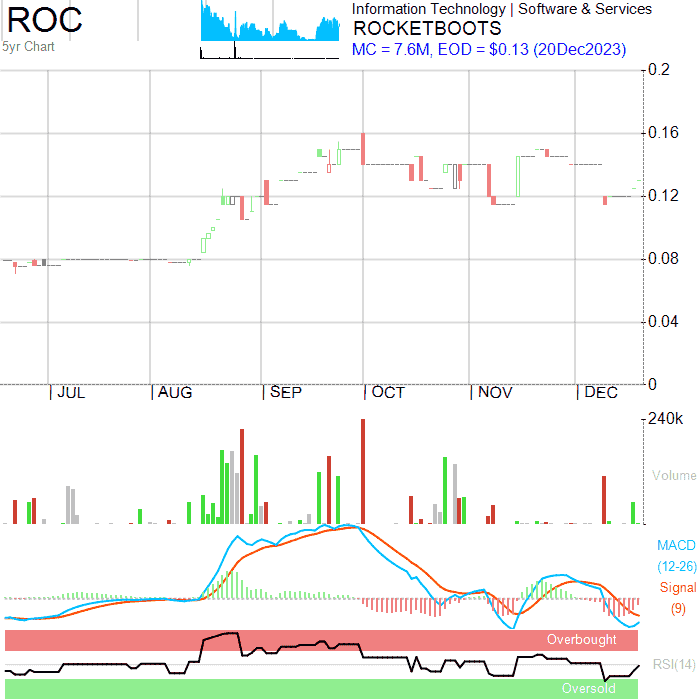 ROC
5yr Chart
Information Technology | Software & Services
ROCKETBOOTS
MC = 7.6M, EOD = $0.13 (20Dec2023)
0.2
0.16
0.12
0.08
0.04
0
JUL AUG SEP OCT NOV DEC
240k
Volume
MACD
(12-26)
Signal
(9)
Overbought
RSI(14)
Oversold